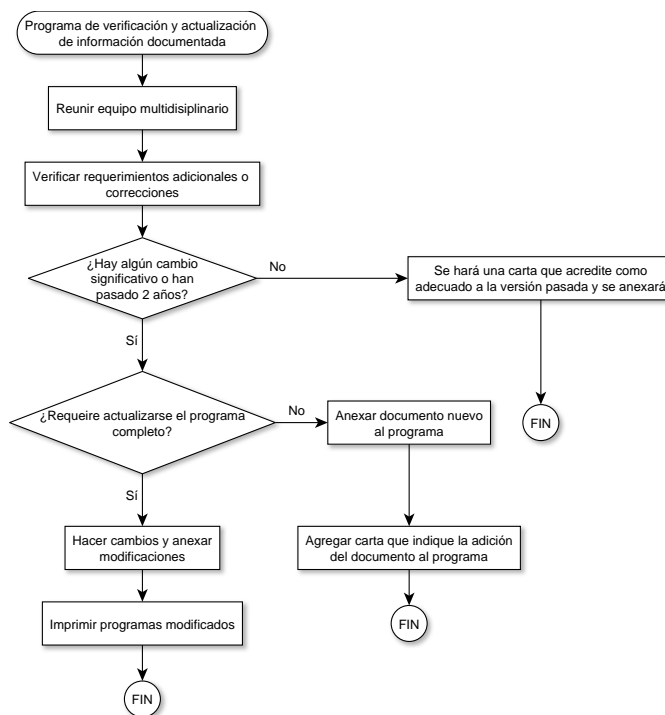 Programa de verificación y actualización
de información documentada
Reunir equipo multidisiplinario
Verificar requerimientos adicionales o
correcciones
¿Hay algún cambio
significativo o han
pasado 2 años?
No
Se hará una carta que acredite como
adecuado a la versión pasada y se anexará
Sí
FIN
¿Requeire actualizarse el programa
completo?
No
Anexar documento nuevo
al programa
Sí
Hacer cambios y anexar
modificaciones
Agregar carta que indique la adición
del documento al programa
Imprimir programas modificados
FIN
FIN